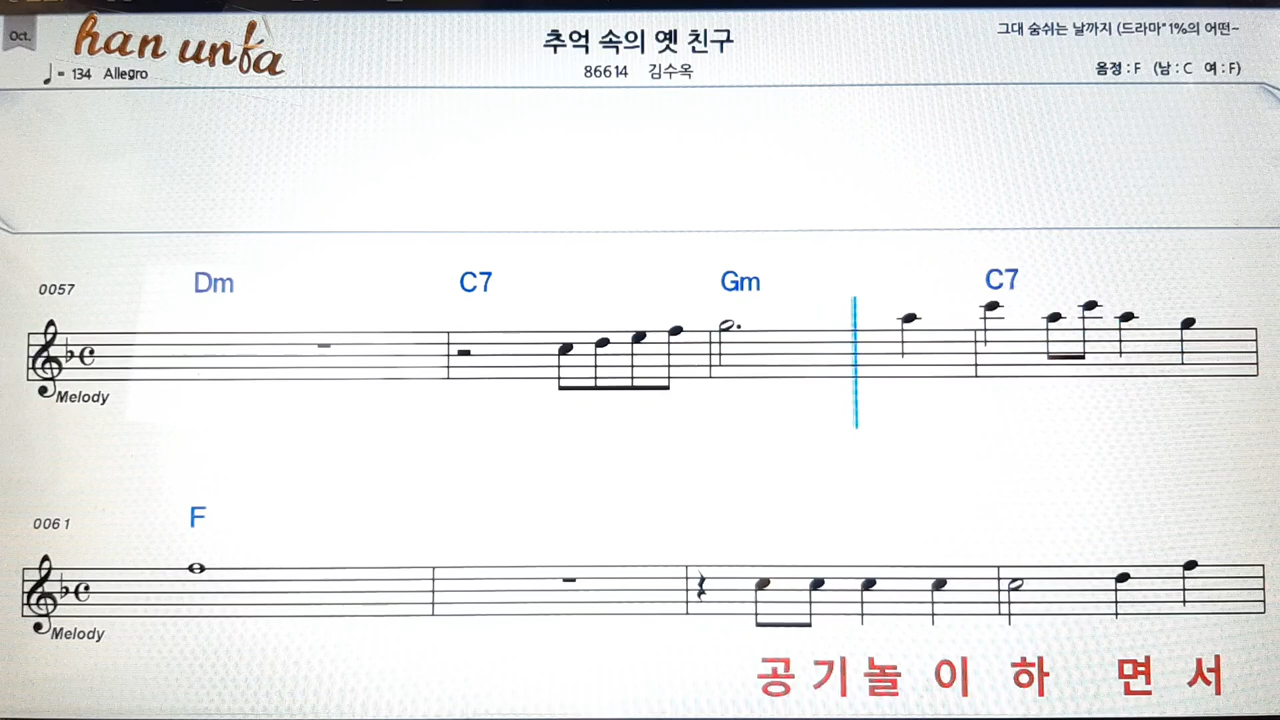 Oct.
han unfa
추억 속의 옛 친구
그대 숨쉬는 날까지 (드라마"1%의 어떤~
♩= 134 Allegro
86614 김수옥
음정 : F (남 : C 여 : F)
0057
Dm C7 Gm C7
Melody
0061
F
Melody
공 기 놀 이 하 면 서